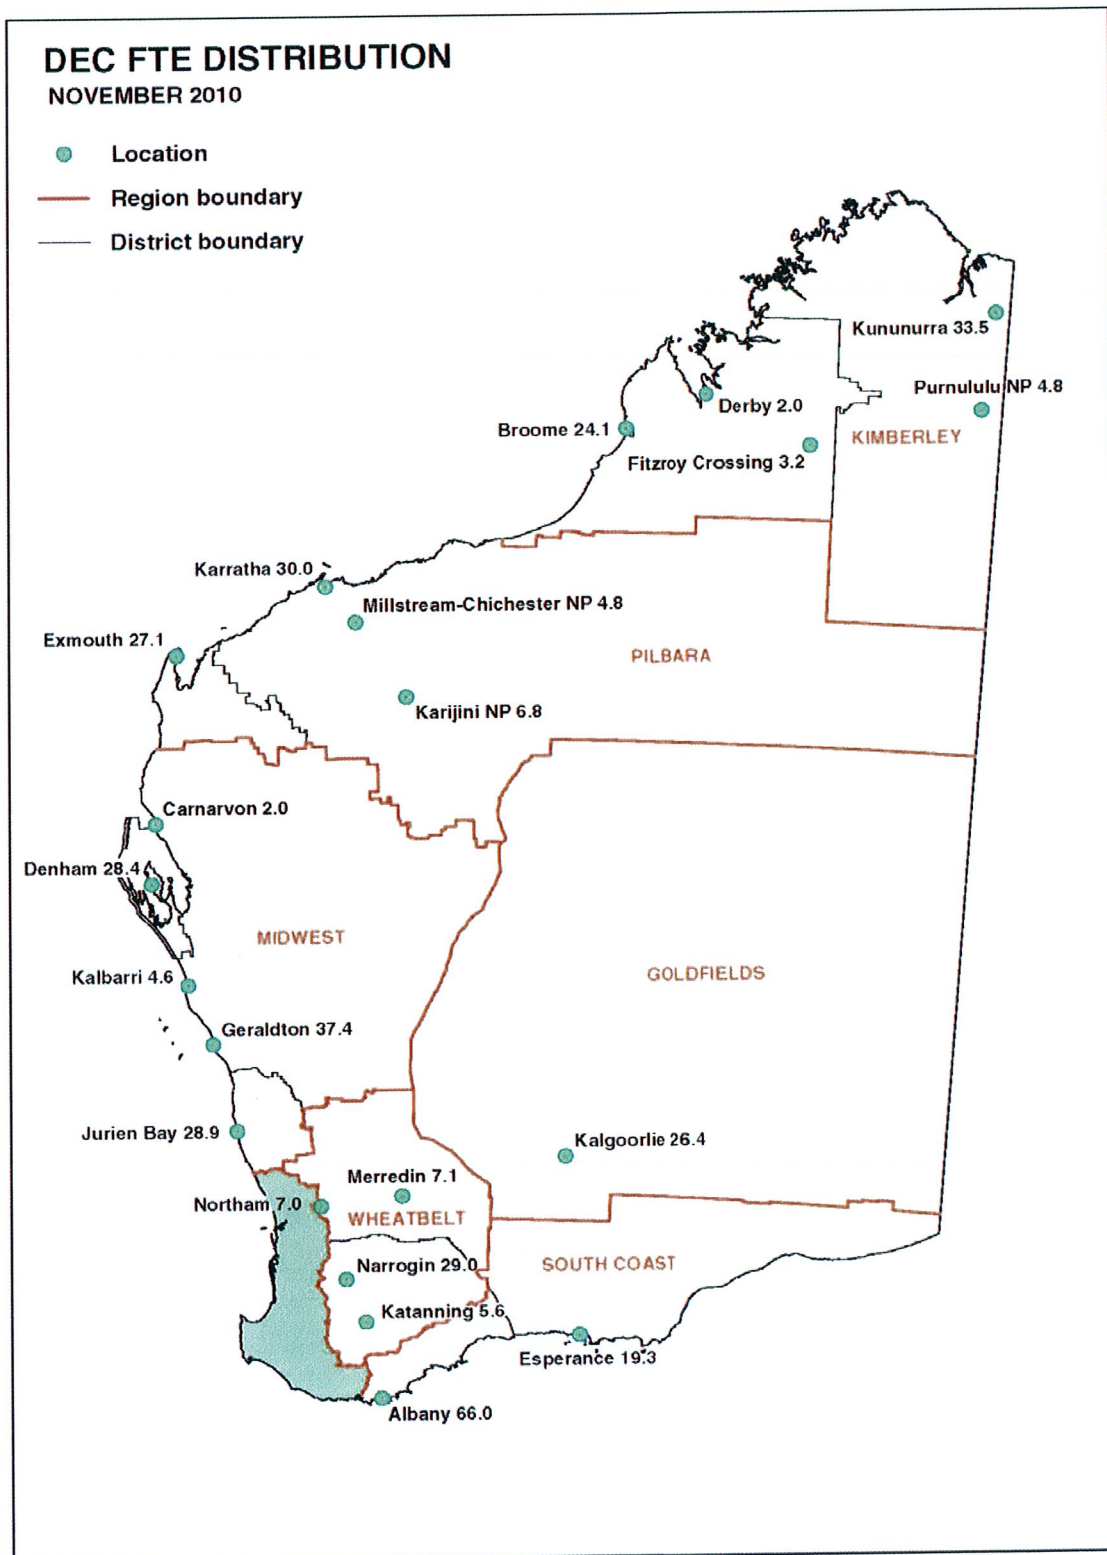 DEC FTE DISTRIBUTION
NOVEMBER 2010
Location
Region boundary
District boundary
Kununurra 33.5
Purnululu NP 4.8
Derby 2.0
Broome 24.1
KIMBERLEY
Fitzroy Crossing 3.2
Karratha 30.0
Millstream-Chichester NP 4.8
Exmouth 27.1
PILBARA
Karijini NP 6.8
Carnarvon 2.0
Denham 28.4
MIDWEST
GOLDFIELDS
Kalbarri 4.6
Geraldton 37.4
Jurien Bay 28.9
Kalgoorlie 26.4
Merredin 7.1
Northam 7.0
WHEATBELT
Narrogin 29.0
SOUTH COAST
Katanning 5.6
Esperance 19.3
Albany 66.0